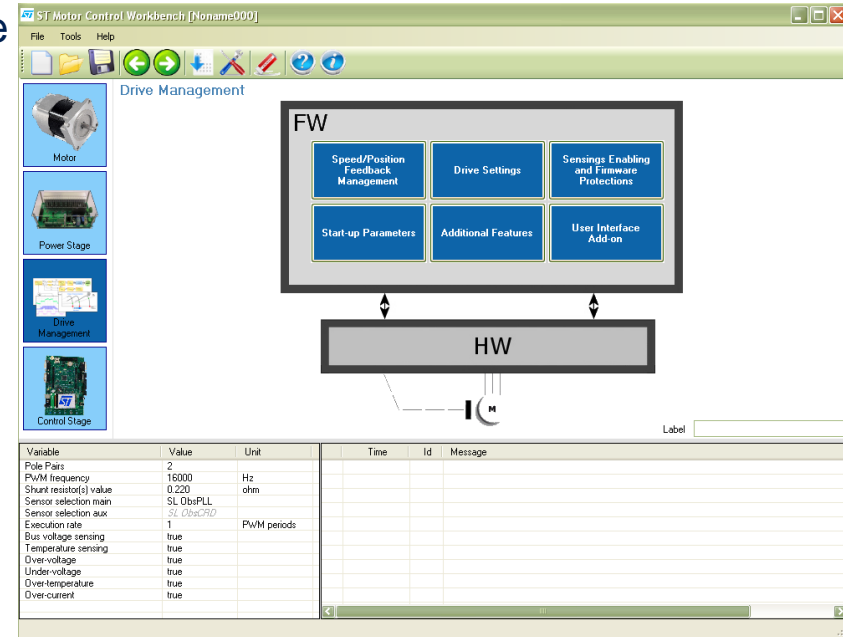 e
ST Motor Control Workbench [Noname000]
File Tools Help
Drive Management
Motor
Power Stage
Drive
Management
Control Stage
FW
Speed/Position
Feedback
Management
Drive Settings
Sensings Enabling
and Firmware
Protections
Start-up Parameters
Additional Features
User Interface
Add-on
HW
M
Label
Variable Value Unit
Pole Pairs 2
PWM frequency 16000 Hz
Shunt resistor(s) value 0.220 ohm
Sensor selection main SL ObsPLL
Sensor selection aux SL ObsCRD
Execution rate 1 PWM periods
Bus voltage sensing true
Temperature sensing true
Over-voltage true
Under-voltage true
Over-temperature true
Over-current true
Time Id Message